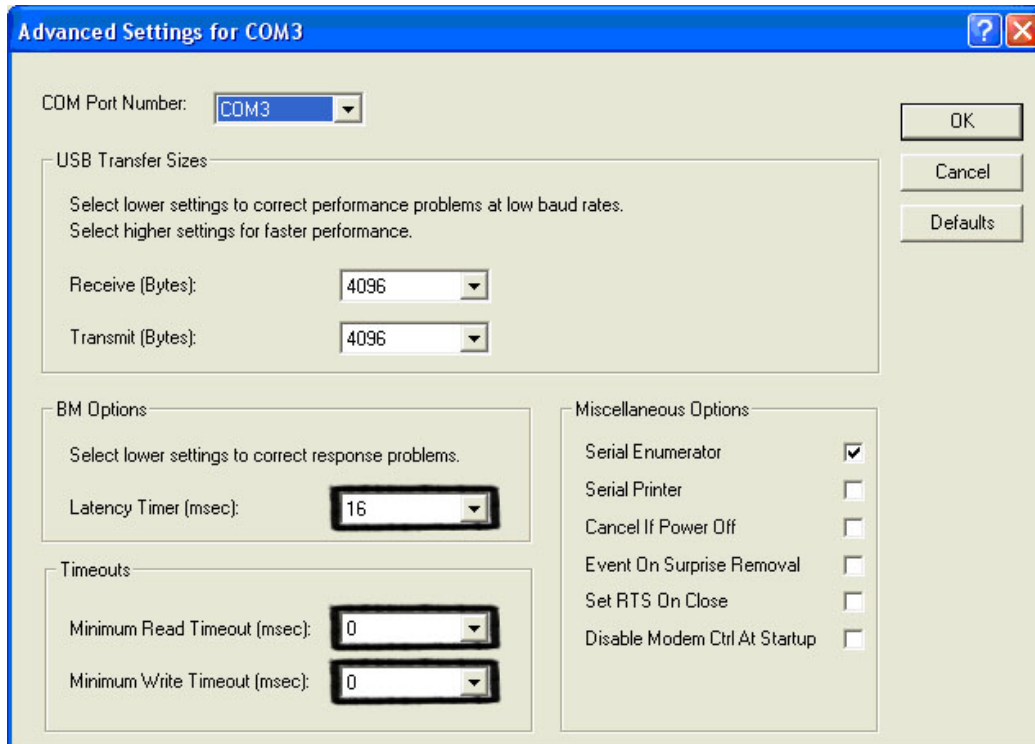 Advanced Settings for COM3
COM Port Number: COM3
OK
Cancel
Defaults
USB Transfer Sizes
Select lower settings to correct performance problems at low baud rates.
Select higher settings for faster performance.
Receive (Bytes): 4096
Transmit (Bytes): 4096
BM Options
Select lower settings to correct response problems.
Latency Timer (msec): 16
Timeouts
Minimum Read Timeout (msec): 0
Minimum Write Timeout (msec): 0
Miscellaneous Options
Serial Enumerator
Serial Printer
Cancel If Power Off
Event On Surprise Removal
Set RTS On Close
Disable Modem Ctrl At Startup